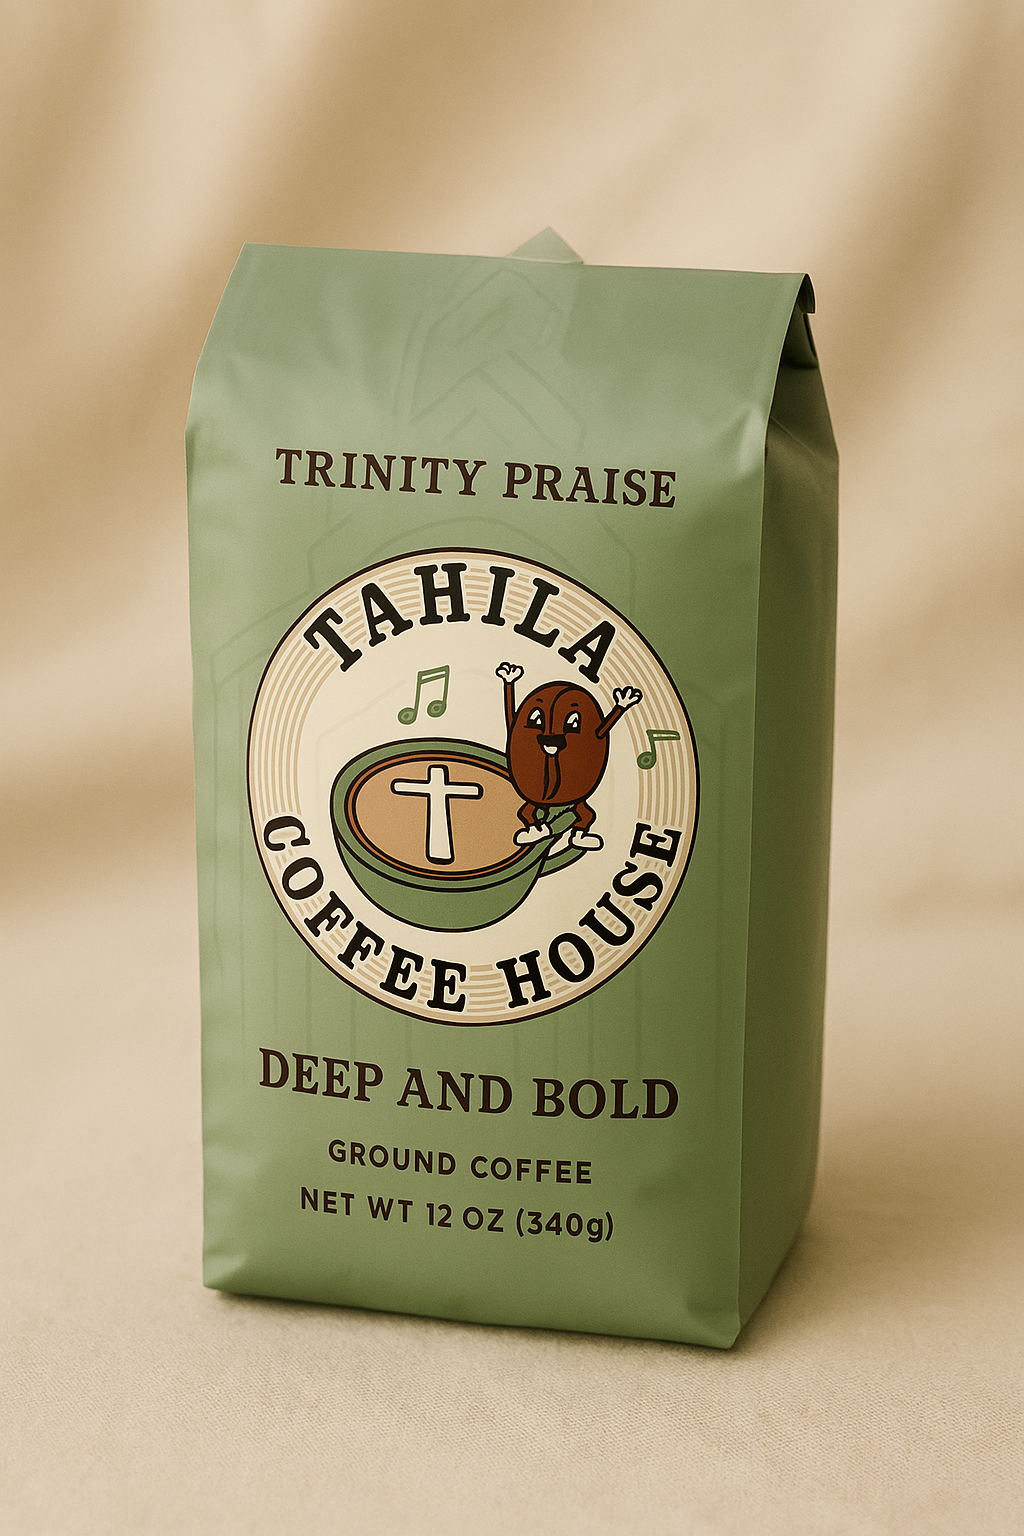 TRINITY PRAISE
TAHILA
COFFEE HOUSE
DEEP AND BOLD
GROUND COFFEE
NET WT 12 OZ (340g)